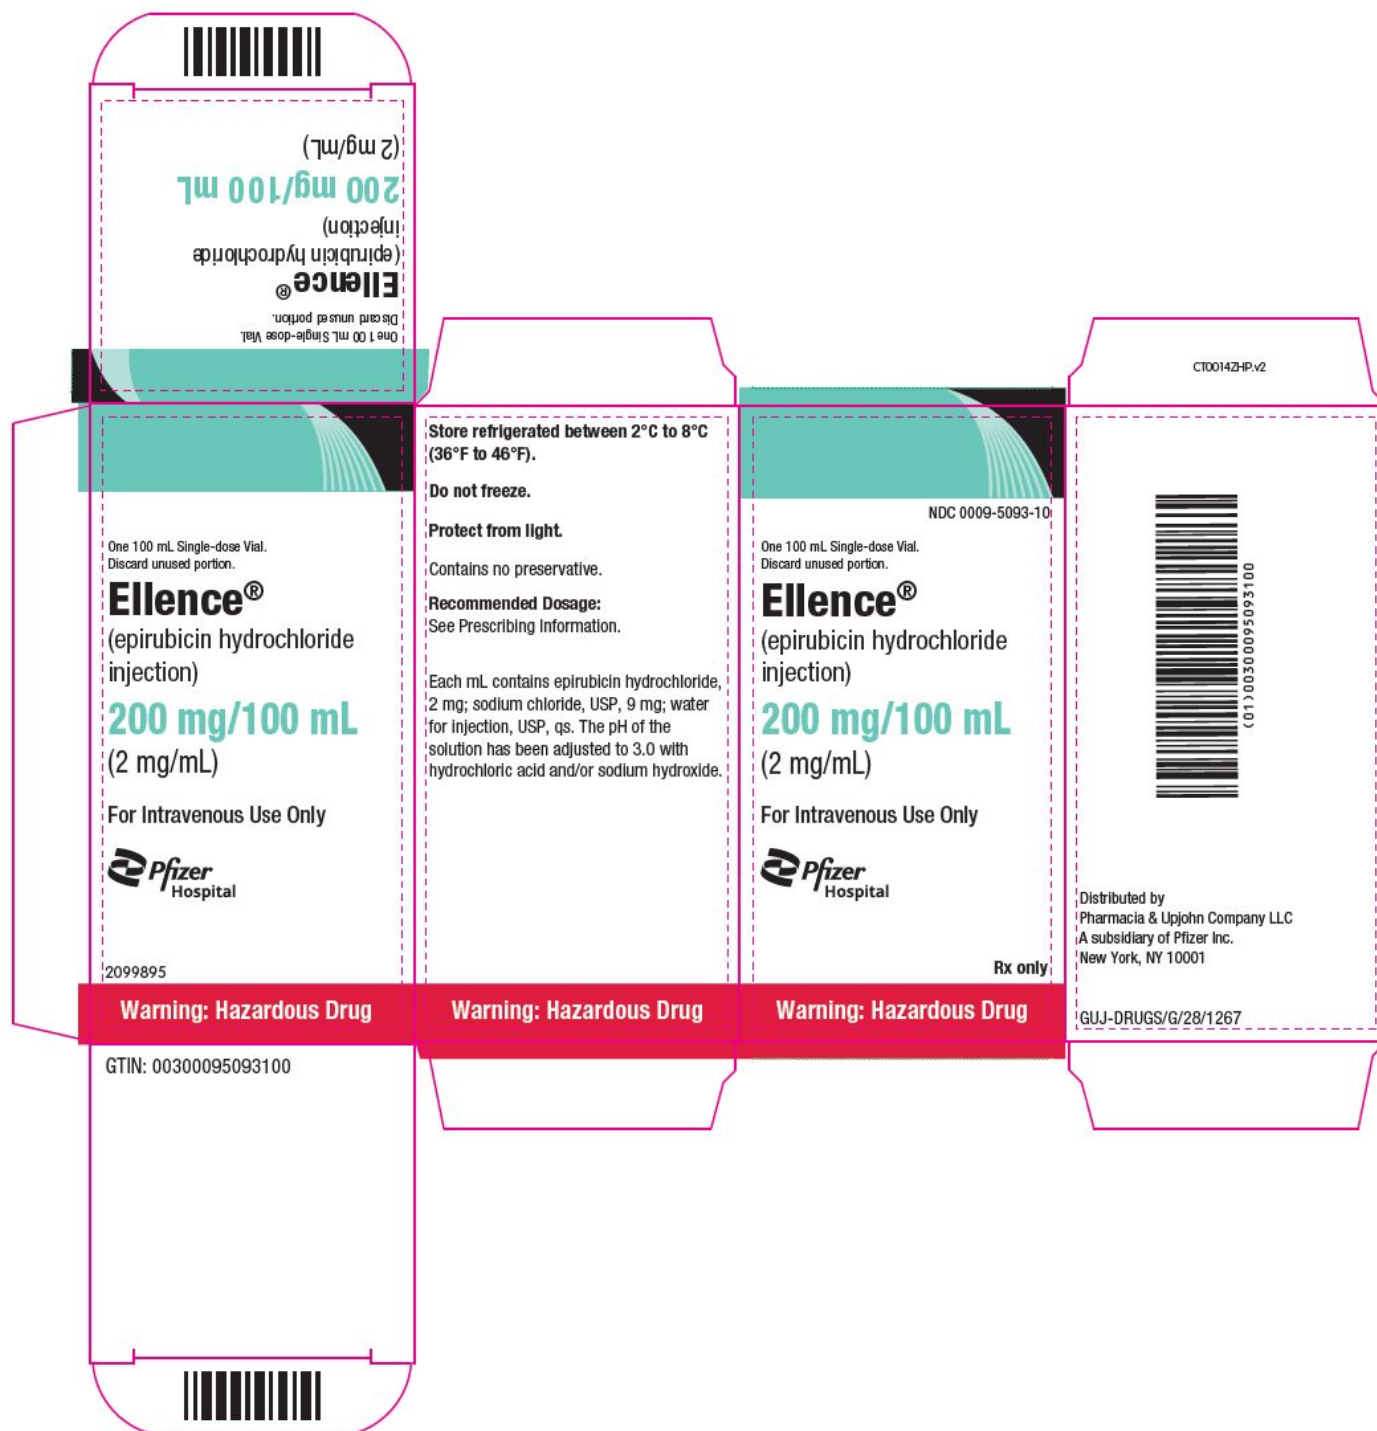 (2 mg/mL)
200 mg/100 mL
injection)
(epirubicin hydrochloride
Ellence®
Discard unused portion.
One 100 mL Single-dose Vial.
One 100 mL Single-dose Vial.
Discard unused portion.
Ellence®
(epirubicin hydrochloride
injection)
200 mg/100 mL
(2 mg/mL)
For Intravenous Use Only
Pfizer
Hospital
2099895
Warning: Hazardous Drug
GTIN: 00300095093100
Store refrigerated between 2°C to 8°C
(36°F to 46°F).
Do not freeze.
Protect from light.
Contains no preservative.
Recommended Dosage:
See Prescribing Information.
Each mL contains epirubicin hydrochloride,
2 mg; sodium chloride, USP, 9 mg; water
for injection, USP, qs. The pH of the
solution has been adjusted to 3.0 with
hydrochloric acid and/or sodium hydroxide.
Warning: Hazardous Drug
NDC 0009-5093-10
One 100 mL Single-dose Vial.
Discard unused portion.
Ellence®
(epirubicin hydrochloride
injection)
200 mg/100 mL
(2 mg/mL)
For Intravenous Use Only
Pfizer
Hospital
Rx only
Warning: Hazardous Drug
CT0014ZHP.v2
(01)00300095093100
Distributed by
Pharmacia & Upjohn Company LLC
A subsidiary of Pfizer Inc.
New York, NY 10001
GUJ-DRUGS/G/28/1267